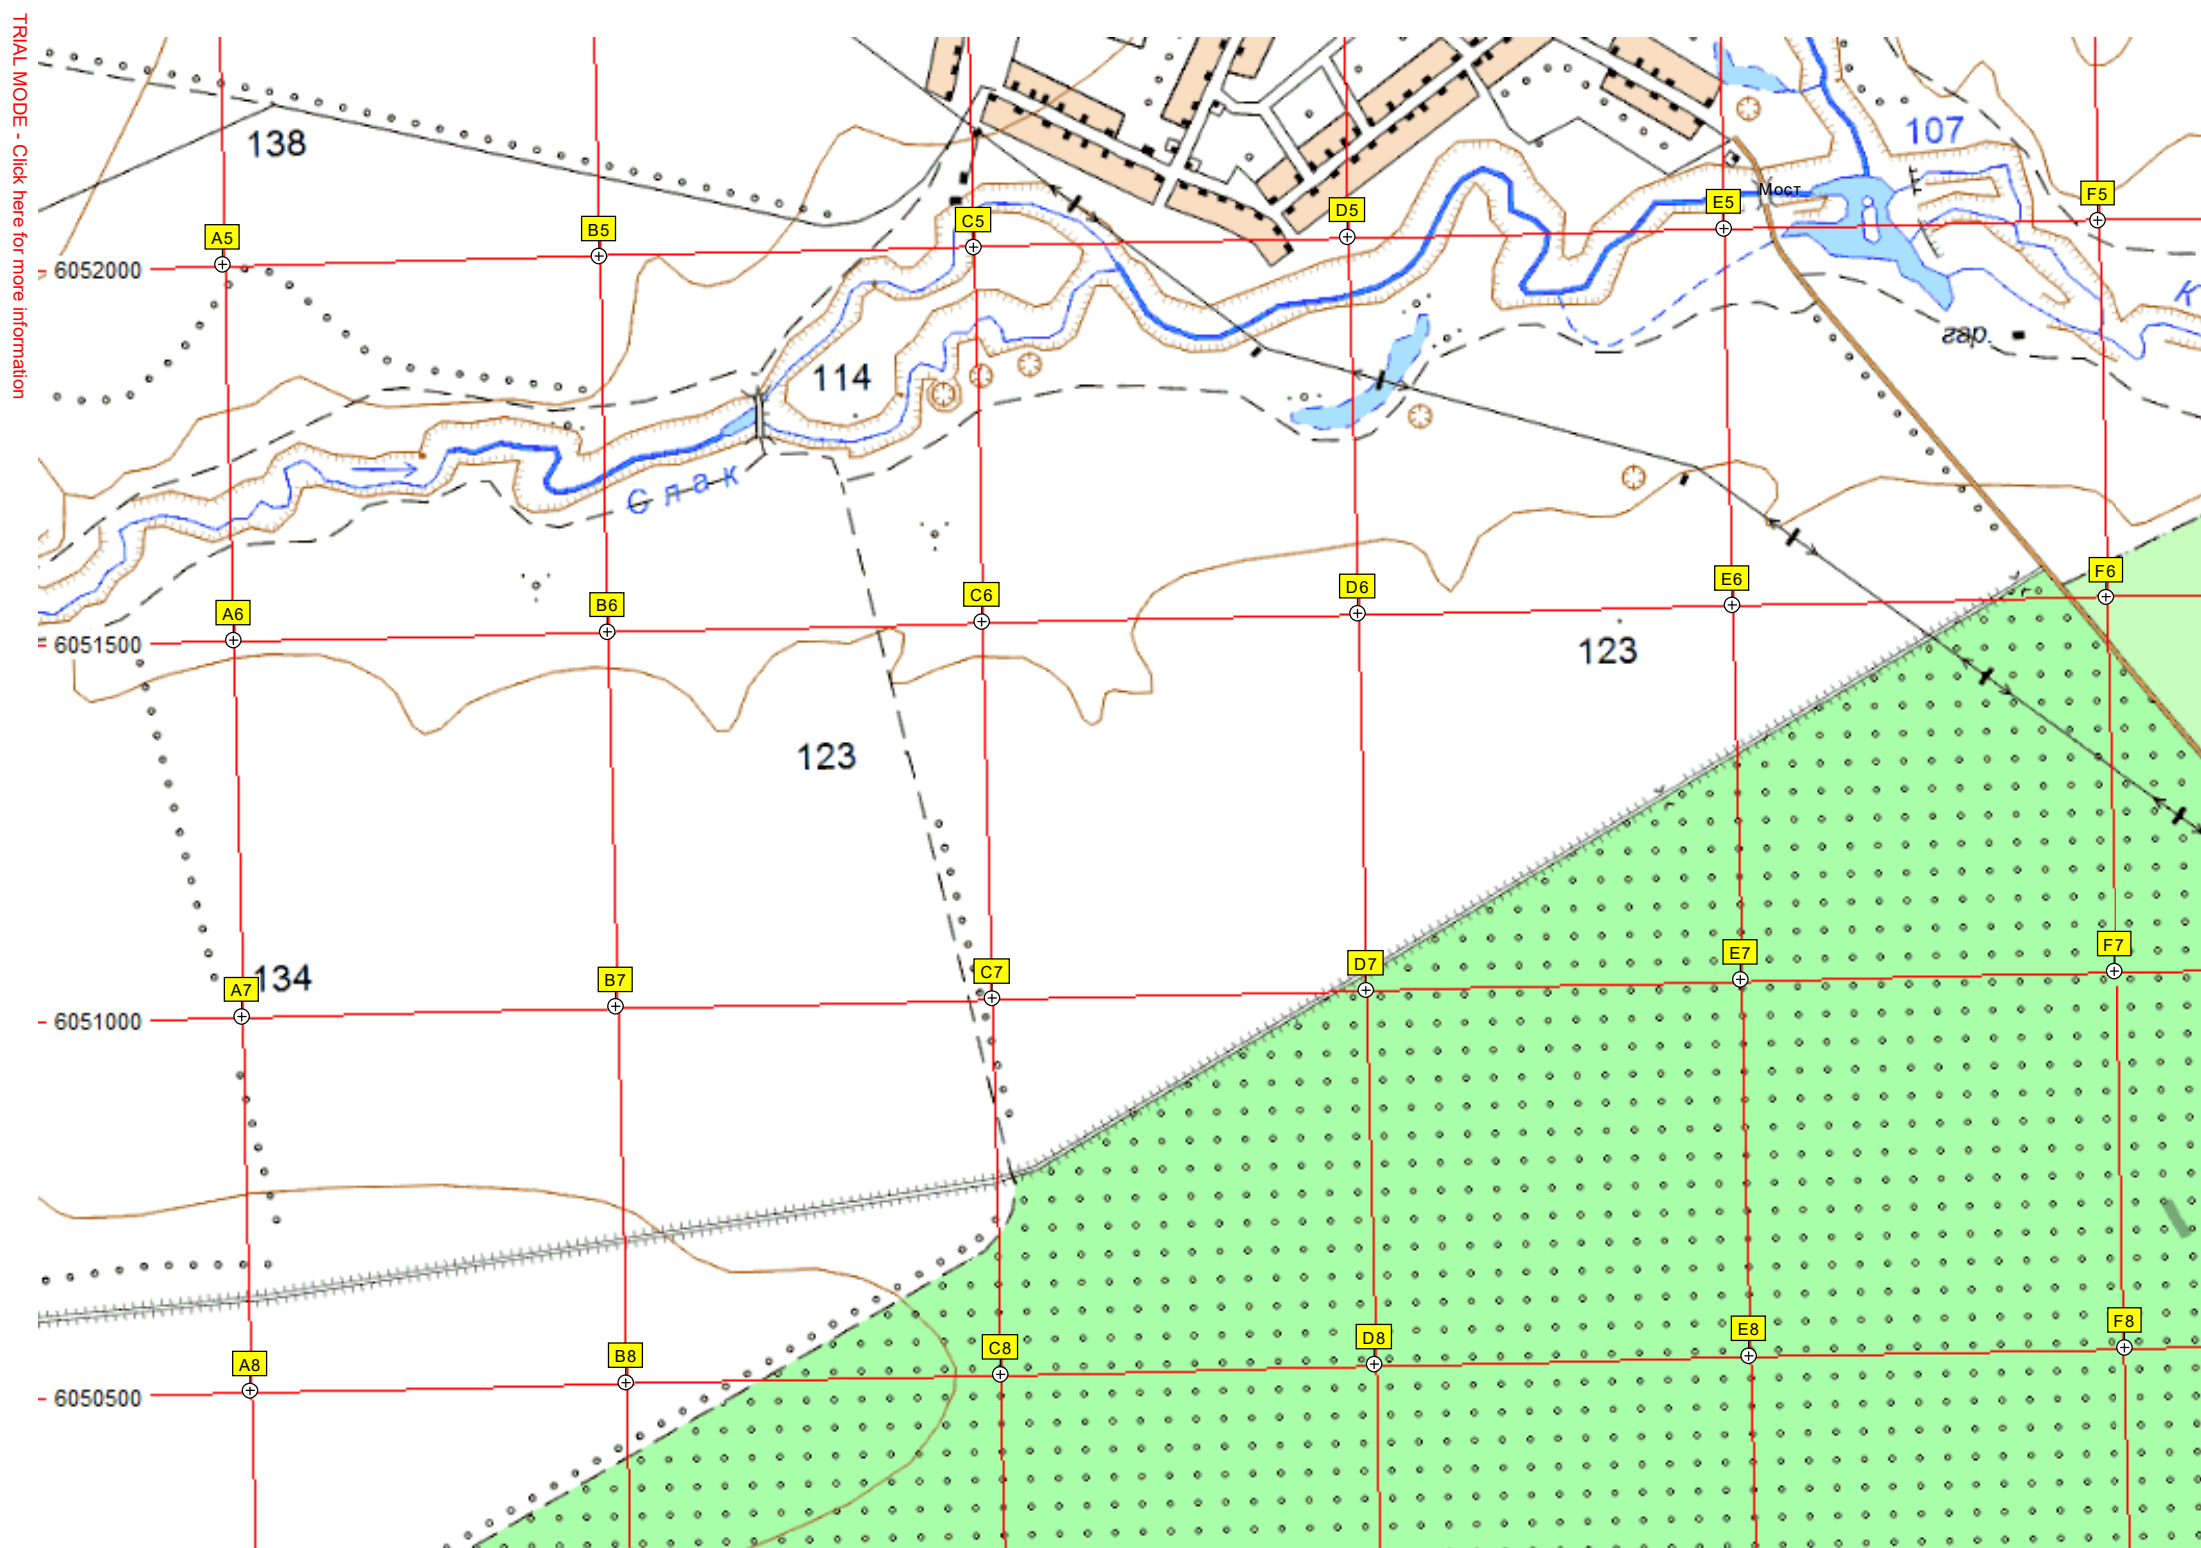 TRIAL MODE - Click here for more information
138
107
Мост
A5
B5
C5
D5
E5
F5
6052000
К
гар.
114
Слак
A6
B6
C6
D6
E6
F6
6051500
123
123
134
A7
B7
C7
D7
E7
F7
6051000
A8
B8
C8
D8
E8
F8
6050500